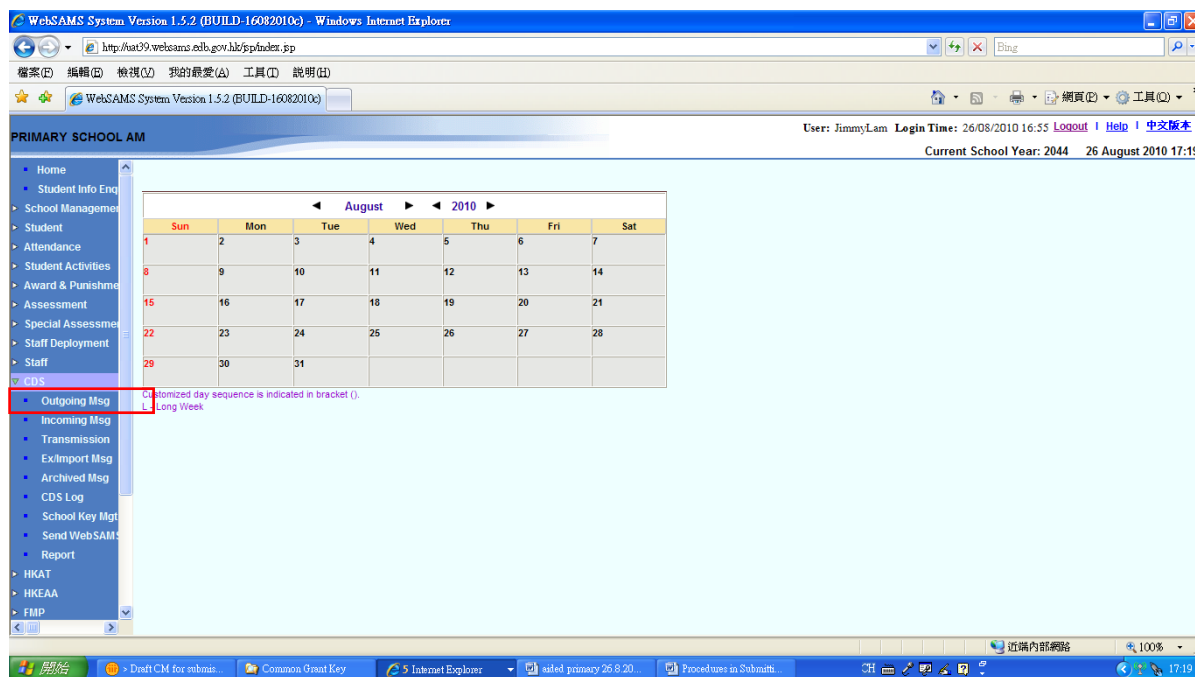 WebSAMS System Version 1.5.2 (BUILD-16082010c) - Windows Internet Explorer
http://uat39.websams.edb.gov.hk/jsp/index.jsp
Bing
檔案(F) 編輯(E) 檢視(V) 我的最愛(A) 工具(T) 說明(H)
WebSAMS System Version 1.5.2 (BUILD-16082010c)
網頁(P) 工具(O)
PRIMARY SCHOOL AM
User: JimmyLam Login Time: 26/08/2010 16:55 Logout | Help | 中文版本
Current School Year: 2044 26 August 2010 17:19
Home
Student Info Enq
School Managemen
Student
Attendance
Student Activities
Award & Punishme
Assessment
Special Assessmen
Staff Deployment
Staff
CDS
Outgoing Msg
Incoming Msg
Transmission
Ex/Import Msg
Archived Msg
CDS Log
School Key Mgt
Send WebSAMS
Report
HKAT
HKEAA
FMP
August 2010
Sun Mon Tue Wed Thu Fri Sat
1 2 3 4 5 6 7
8 9 10 11 12 13 14
15 16 17 18 19 20 21
22 23 24 25 26 27 28
29 30 31
Customized day sequence is indicated in bracket ().
L - Long Week
近端內部網路 100%
開始 > Draft CM for submis... Common Grant Key 5 Internet Explorer aided primary 26.8.20... Procedures in Submitti... CH 17:19